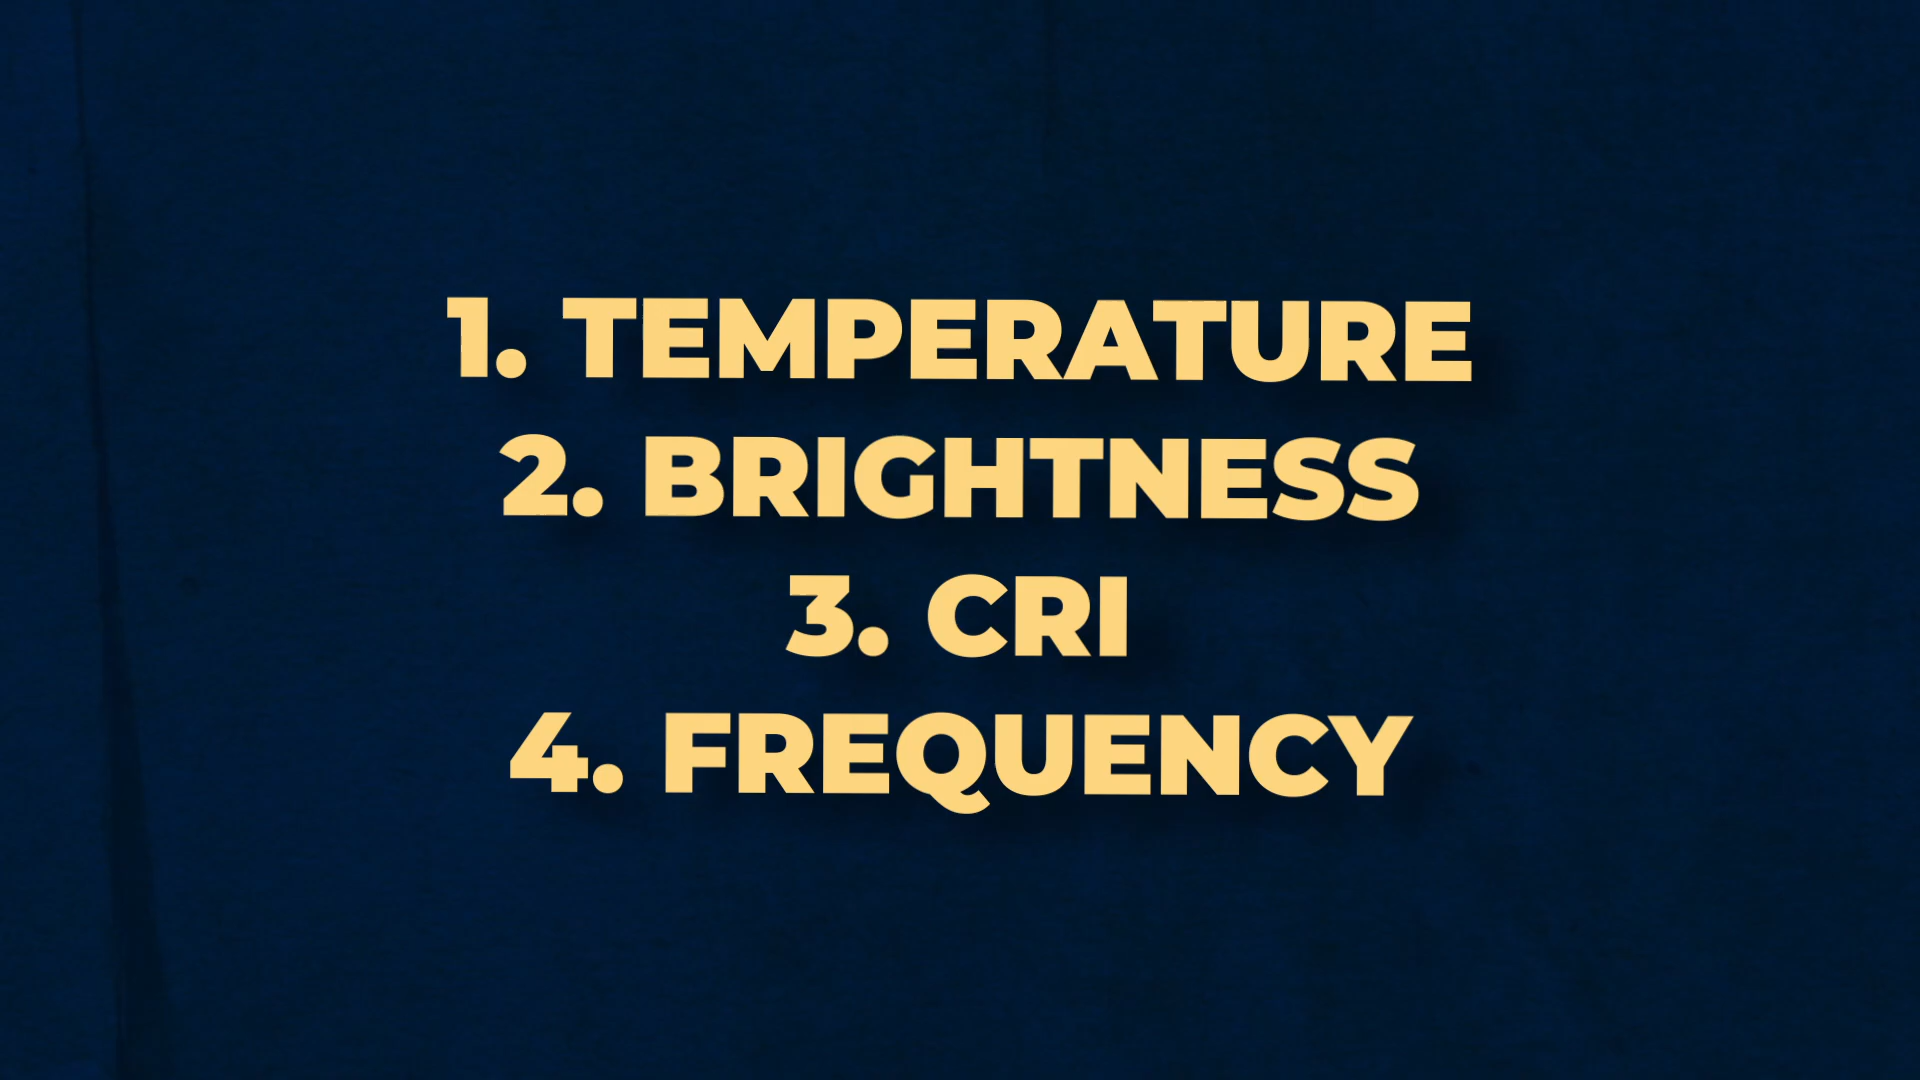 1. TEMPERATURE
2. BRIGHTNESS
3. CRI
4. FREQUENCY